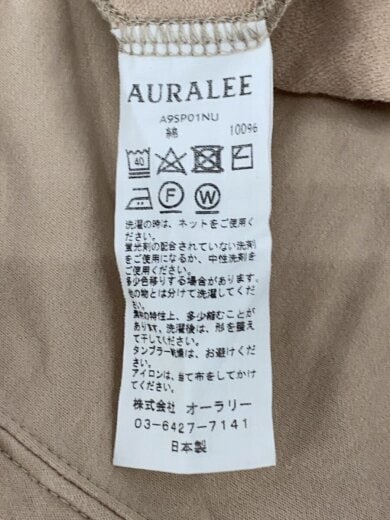 AURALEE
A9SP01NU
綿 100%
40
F W
洗濯の時は、ネットをご使用くだ
さい。
蛍光剤の配合されていない洗剤
をご使用になるか、中性洗剤を
ご使用ください。
多少色移りする場合があります。
他の物とは分けて洗濯してくだ
さい。
の特性上、多少縮むことが
あります。洗濯後は、形を整え
て干してください。
タンブラー乾燥は、お避けくだ
さい。
アイロンは、当て布をしてかけ
てください。
株式会社 オーラリー
03-6427-7141
日本製